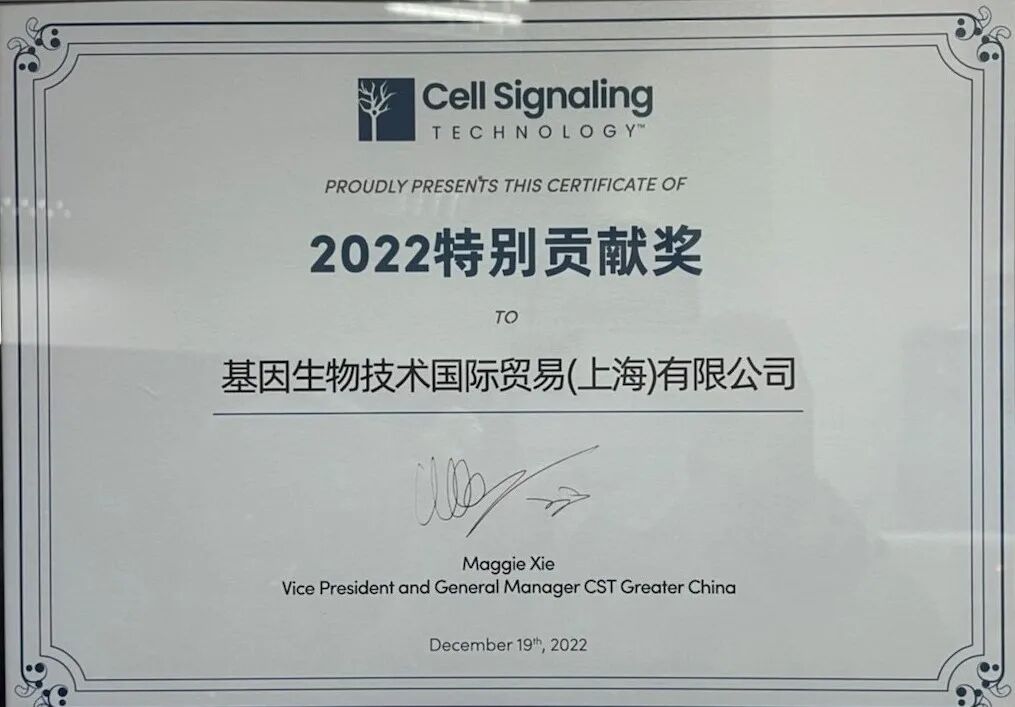 Cell Signaling
TECHNOLOGY™
PROUDLY PRESENTS THIS CERTIFICATE OF
2022特别贡献奖
TO
基因生物技术国际贸易(上海)有限公司
Maggie Xie
Vice President and General Manager CST Greater China
December 19th, 2022